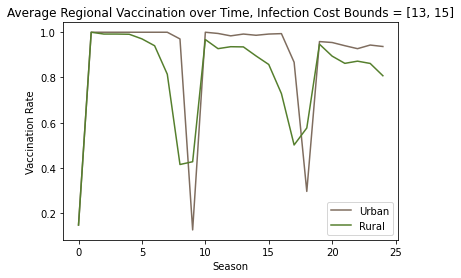 Average Regional Vaccination over Time, Infection Cost Bounds = [13, 15]
1.0
0.8
0.6
0.4
0.2
Vaccination Rate
Urban
Rural
0 5 10 15 20 25
Season